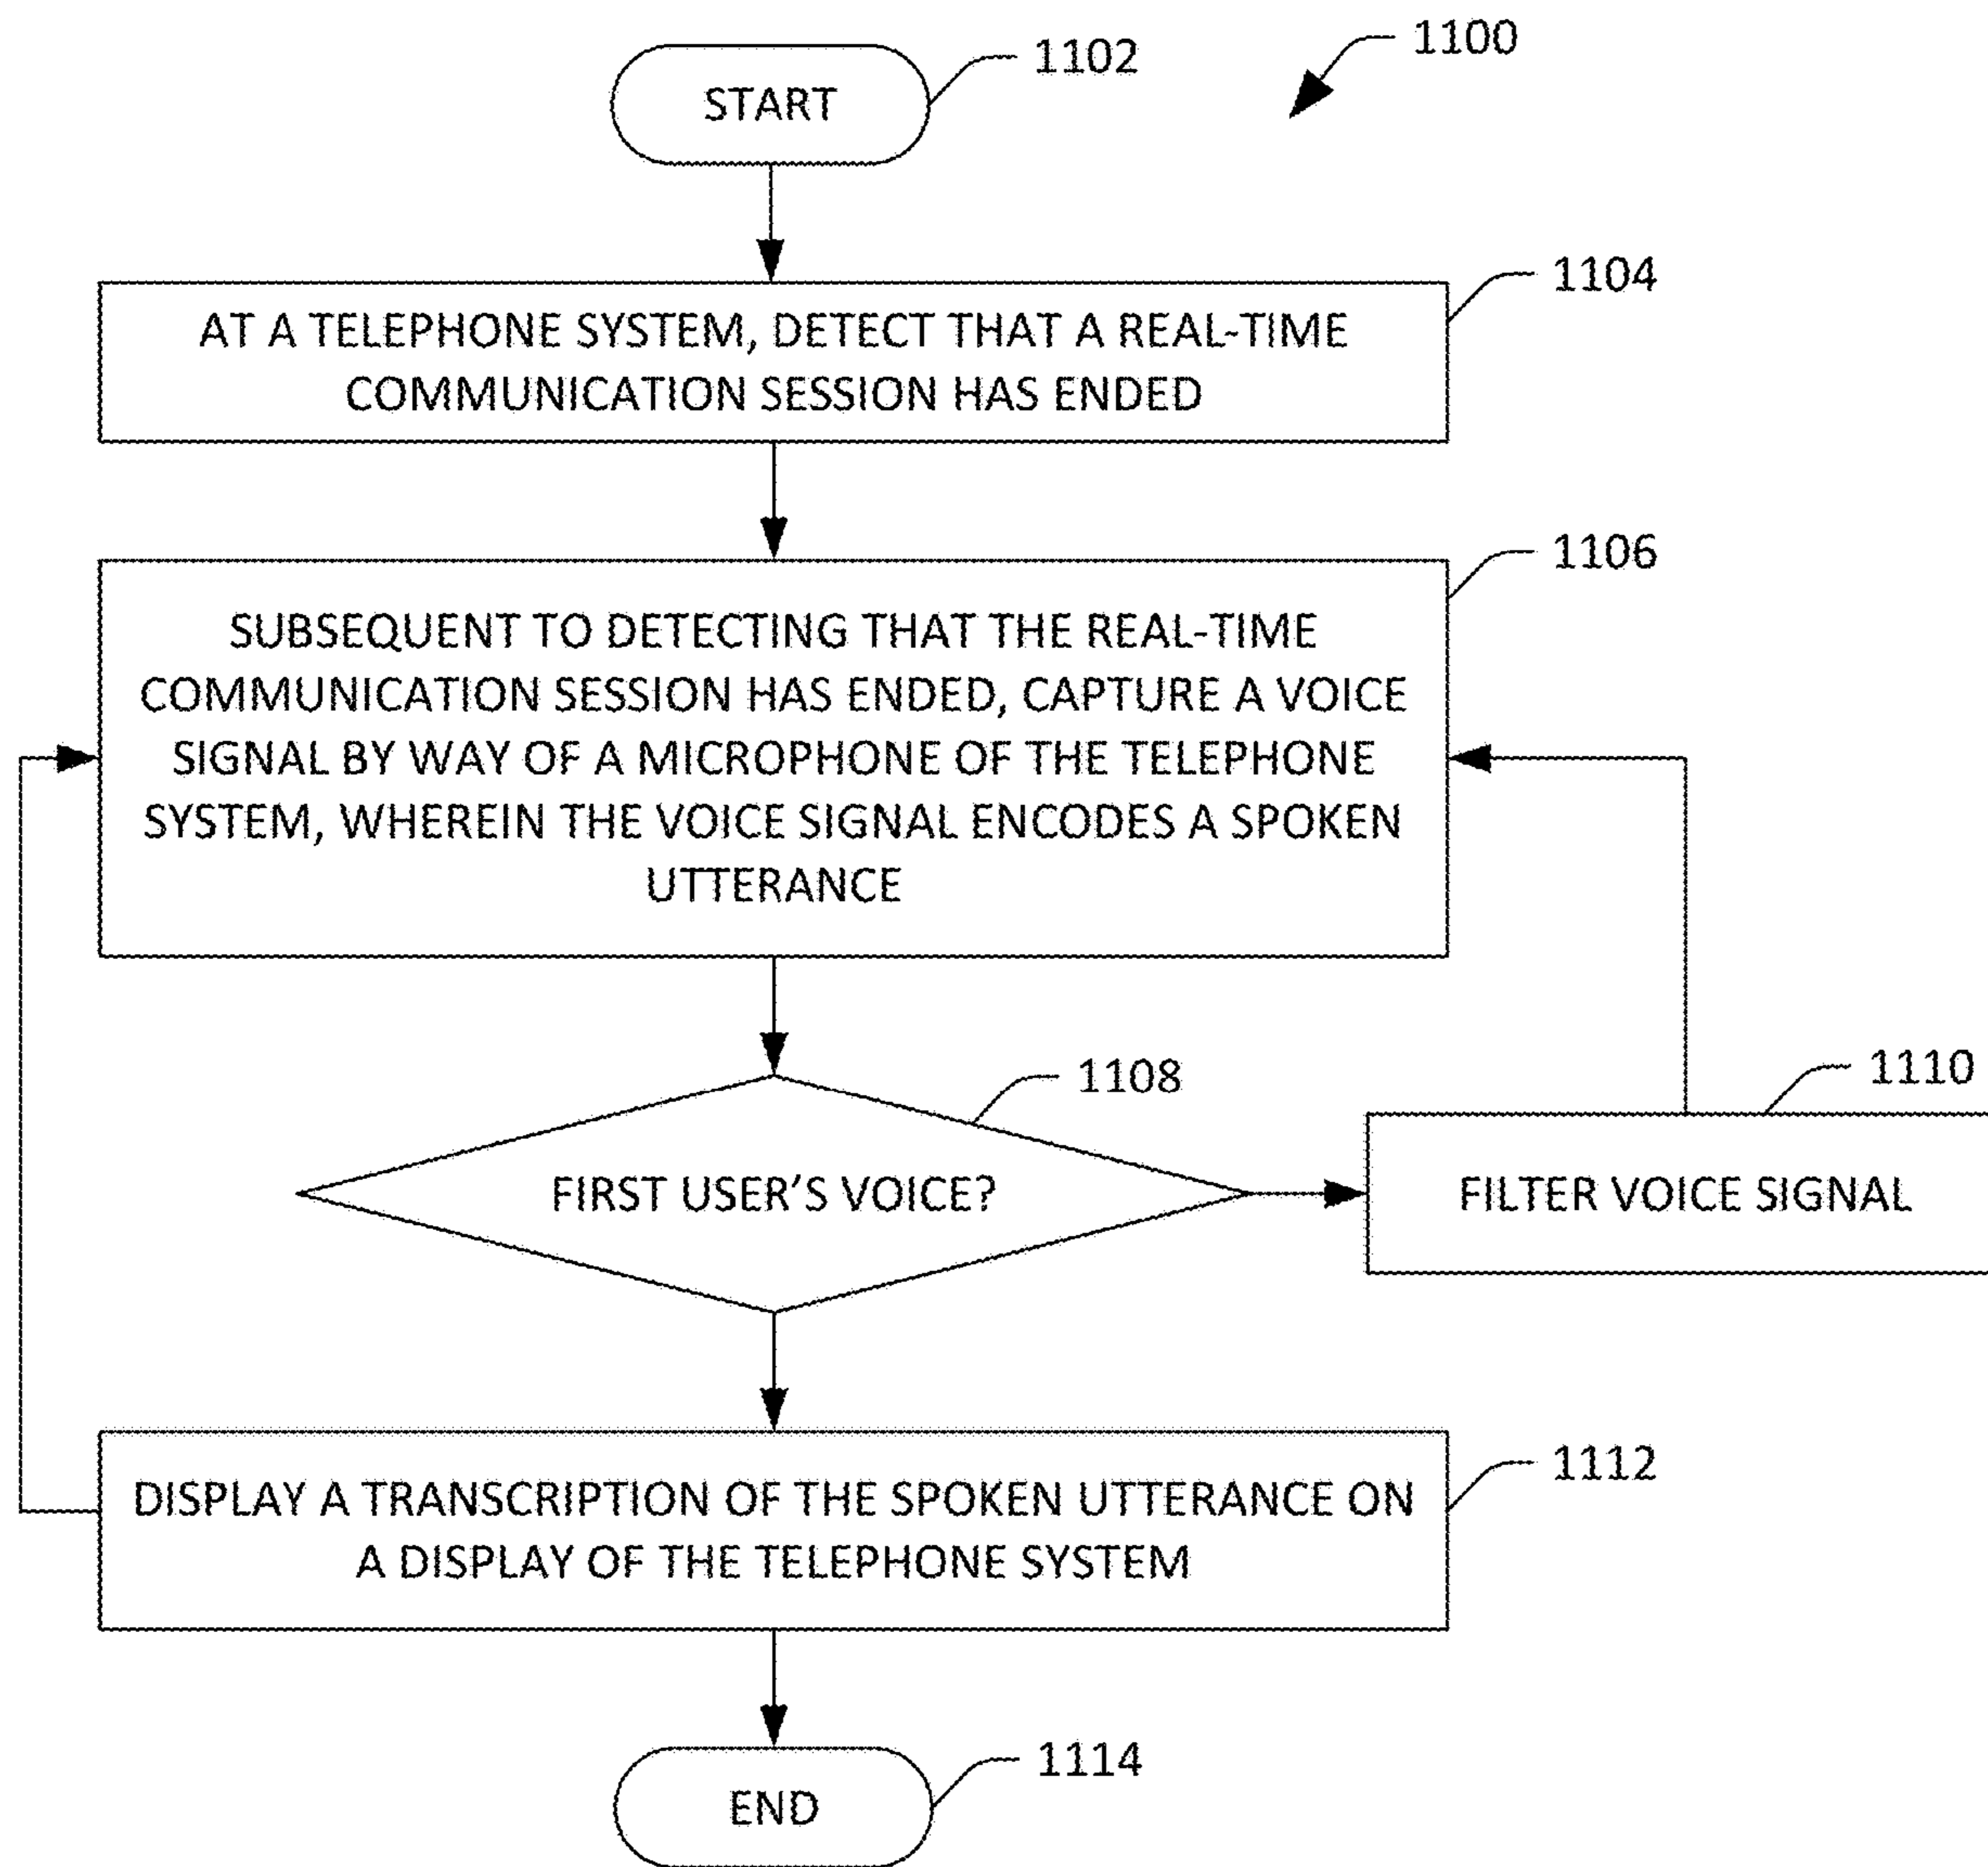 1100
1102
START
1104
AT A TELEPHONE SYSTEM, DETECT THAT A REAL-TIME
COMMUNICATION SESSION HAS ENDED
1106
SUBSEQUENT TO DETECTING THAT THE REAL-TIME
COMMUNICATION SESSION HAS ENDED, CAPTURE A VOICE
SIGNAL BY WAY OF A MICROPHONE OF THE TELEPHONE
SYSTEM, WHEREIN THE VOICE SIGNAL ENCODES A SPOKEN
UTTERANCE
1108
FIRST USER'S VOICE?
1110
FILTER VOICE SIGNAL
1112
DISPLAY A TRANSCRIPTION OF THE SPOKEN UTTERANCE ON
A DISPLAY OF THE TELEPHONE SYSTEM
1114
END